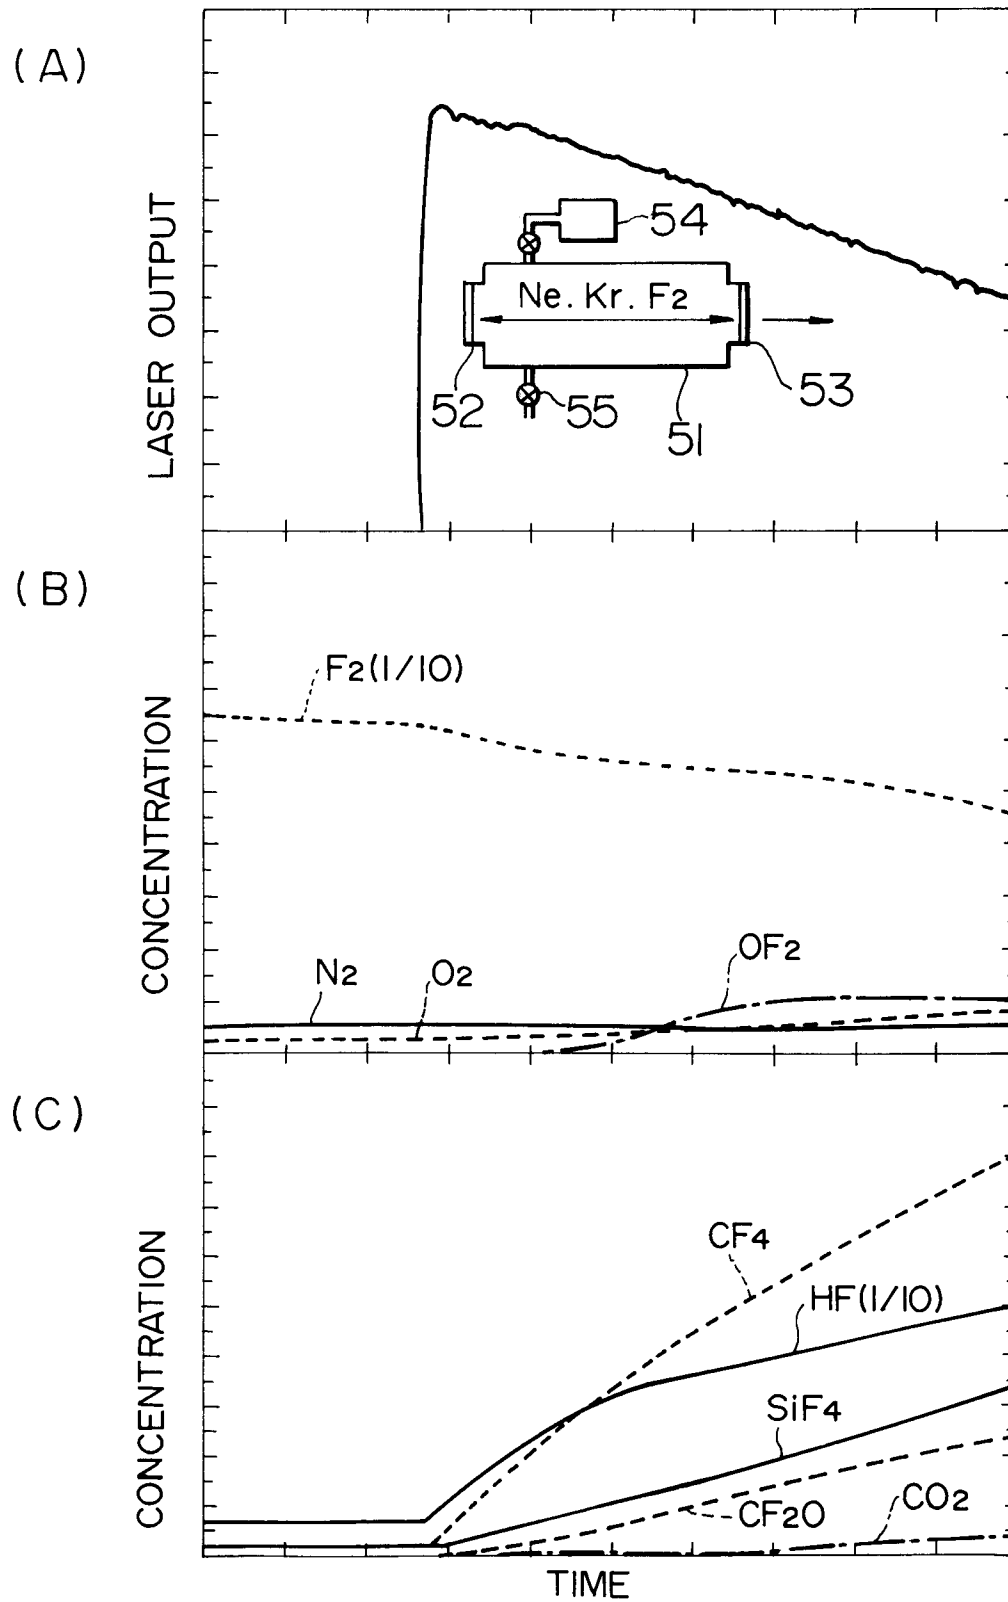 (A)
LASER OUTPUT
54
Ne. Kr. F2
52
55
51
53
(B)
CONCENTRATION
F2(1/10)
N2
O2
OF2
(C)
CONCENTRATION
CF4
HF(1/10)
SiF4
CF2O
CO2
TIME